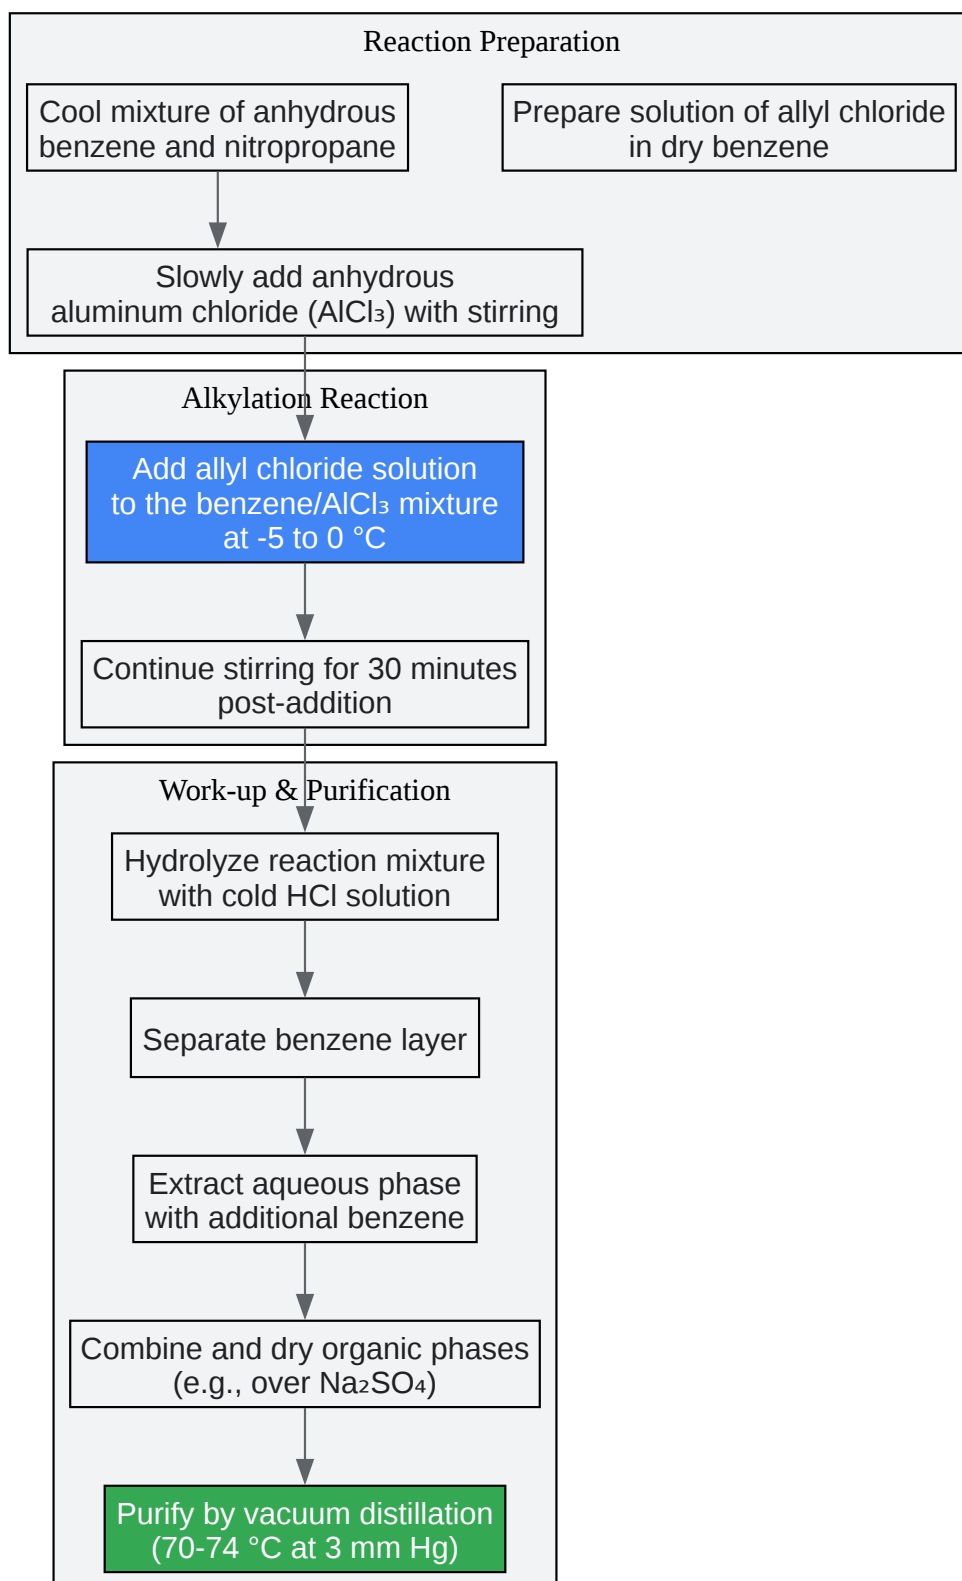 Reaction Preparation
Cool mixture of anhydrous
benzene and nitropropane
Prepare solution of allyl chloride
in dry benzene
Slowly add anhydrous
aluminum chloride (AlCl₃) with stirring
Alkylation Reaction
Add allyl chloride solution
to the benzene/AlCl₃ mixture
at -5 to 0 °C
Continue stirring for 30 minutes
post-addition
Work-up & Purification
Hydrolyze reaction mixture
with cold HCl solution
Separate benzene layer
Extract aqueous phase
with additional benzene
Combine and dry organic phases
(e.g., over Na₂SO₄)
Purify by vacuum distillation
(70-74 °C at 3 mm Hg)